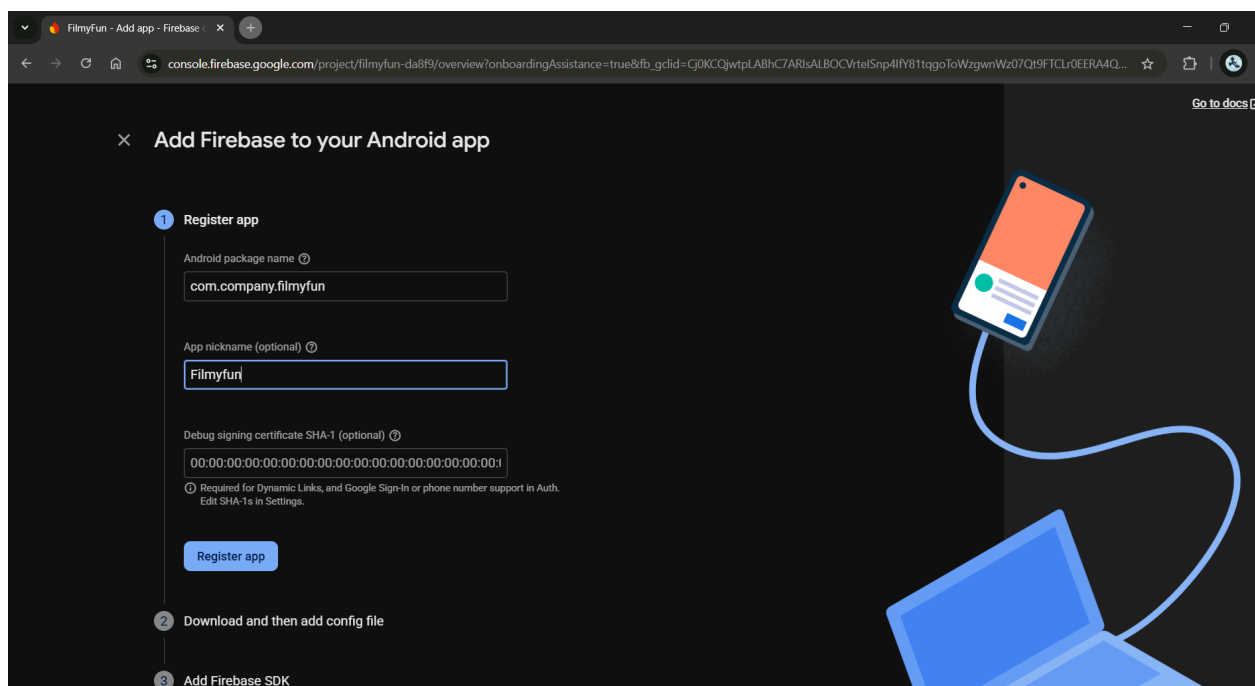 FilmyFun - Add app - Firebase c
console.firebase.google.com/project/filmyfun-da8f9/overview?onboardingAssistance=true&fb_gclid=Cj0KCQjwtpLABhC7ARIsALBOCVrteISnp4IfY81tqgoToWzgwnWz07Qt9FTCLr0EERA4Q...
Go to docs
Add Firebase to your Android app
1 Register app
Android package name
com.company.filmyfun
App nickname (optional)
Filmyfun
Debug signing certificate SHA-1 (optional)
00:00:00:00:00:00:00:00:00:00:00:00:00:00:00:00:00:
Required for Dynamic Links, and Google Sign-In or phone number support in Auth.
Edit SHA-1s in Settings.
Register app
2 Download and then add config file
3 Add Firebase SDK